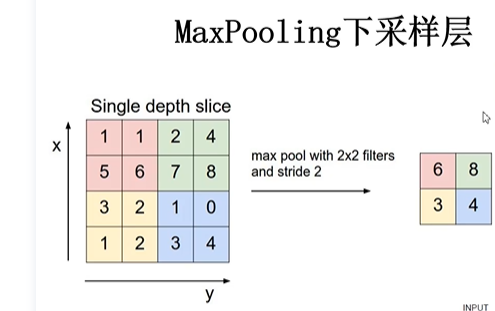 MaxPooling下采样层
Single depth slice
x
1 1 2 4
5 6 7 8
3 2 1 0
1 2 3 4
y
max pool with 2x2 filters
and stride 2
6 8
3 4
INPUT